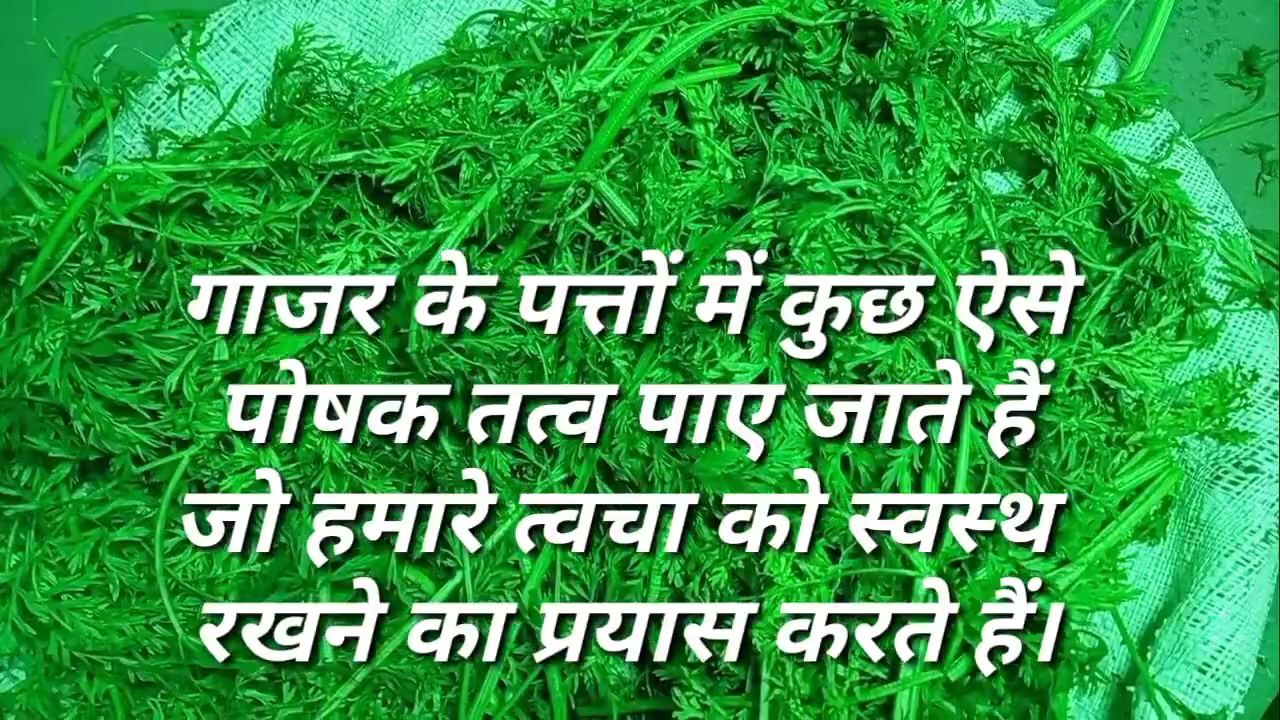 गाजर के पत्तों में कुछ ऐसे
पोषक तत्व पाए जाते हैं
जो हमारे त्वचा को स्वस्थ
रखने का प्रयास करते हैं।